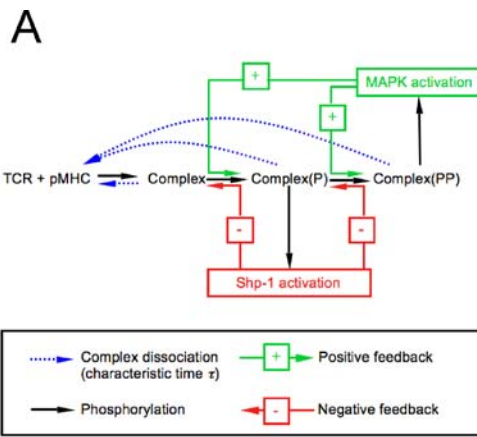 A
+
MAPK activation
+
TCR + pMHC Complex Complex(P) Complex(PP)
- -
Shp-1 activation
Complex dissociation
(characteristic time τ)
+ Positive feedback
Phosphorylation
- Negative feedback